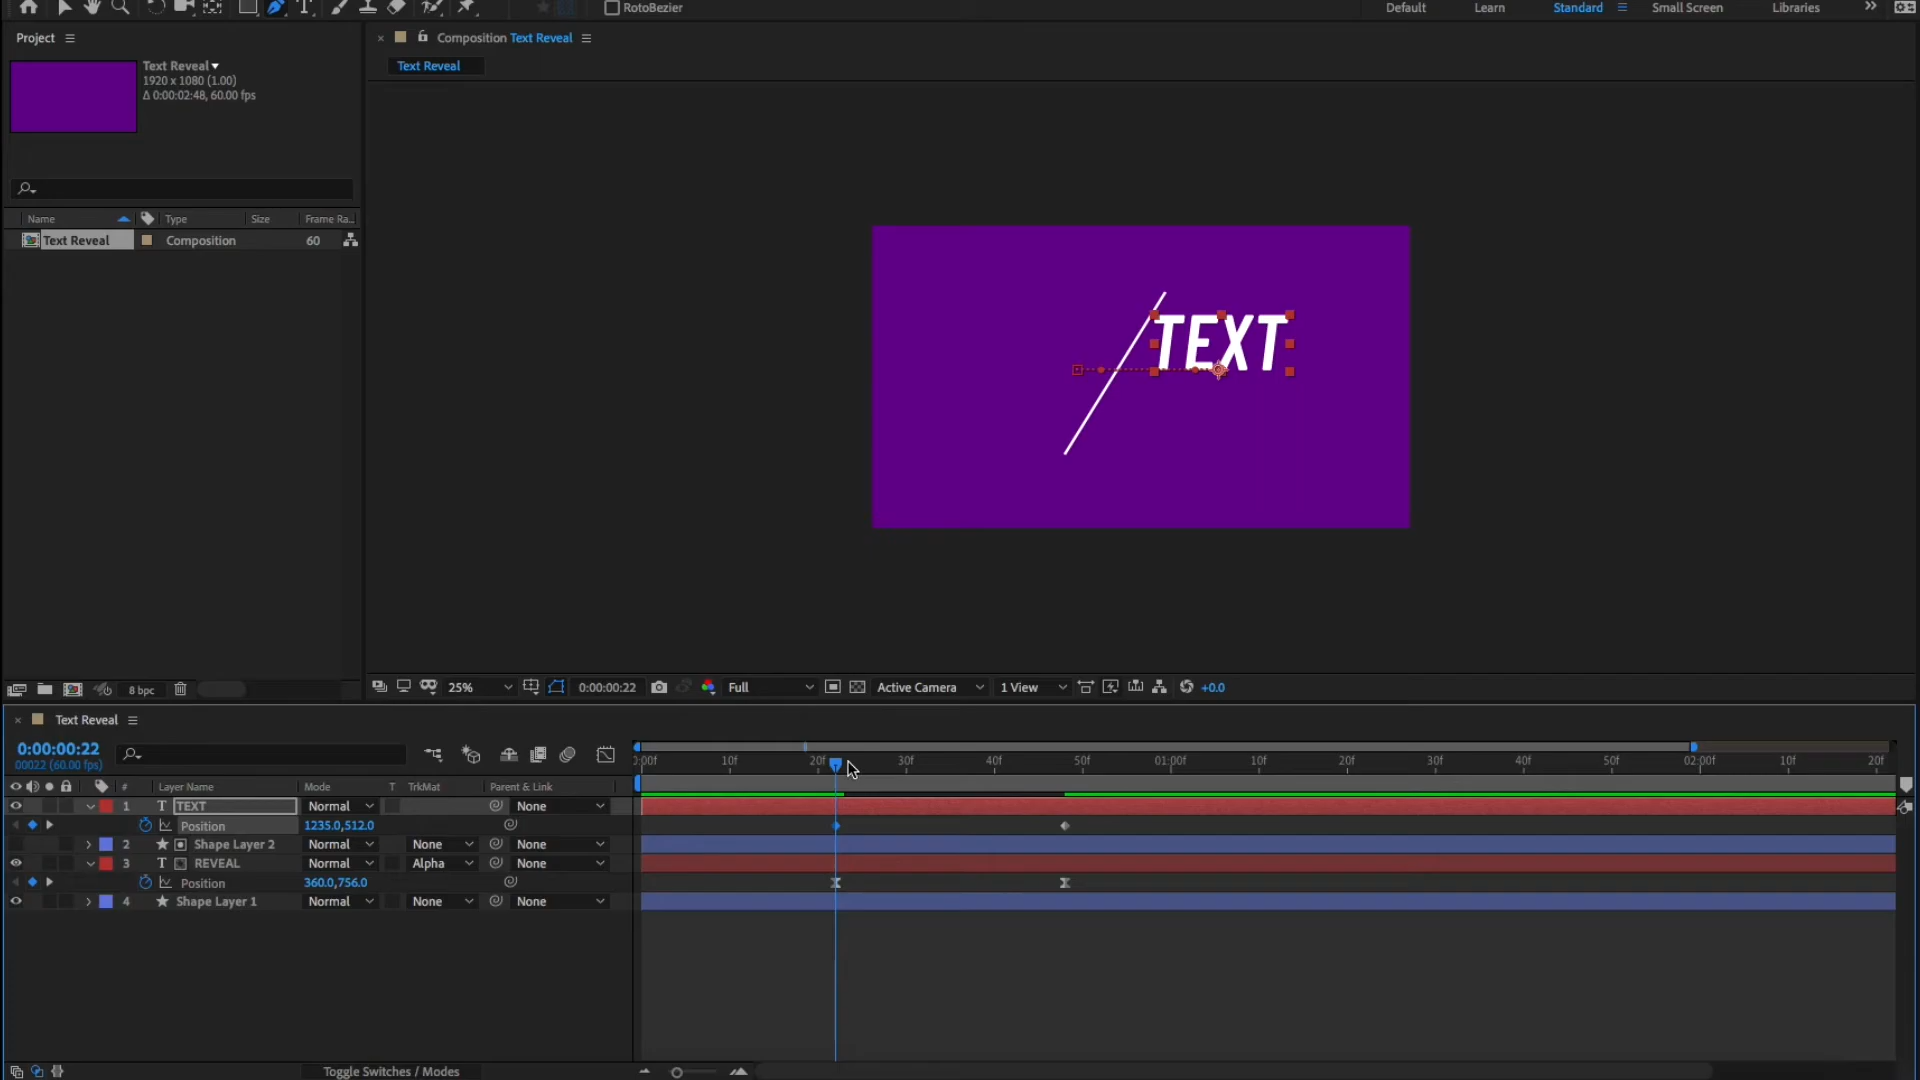 RotoBezier Default Learn Standard Small Screen Libraries
Project
Composition Text Reveal
Text Reveal
Text Reveal
1920 x 1080 (1.00)
Δ 0:00:02:48, 60.00 fps
Name Type Size Frame Ra...
Text Reveal Composition 60
TEXT
8 bpc
25% 0:00:00:22 Full Active Camera 1 View +0.0
Text Reveal
0:00:00:22
00022 (60.00 fps)
):00f 10f 20f 30f 40f 50f 01:00f 10f 20f 30f 40f 50f 02:00f 10f 20f
# Layer Name Mode T TrkMat Parent & Link
1 T TEXT Normal None
Position 1235.0,512.0
2 Shape Layer 2 Normal None None
3 T REVEAL Normal Alpha None
Position 360.0,756.0
4 Shape Layer 1 Normal None None
Toggle Switches / Modes